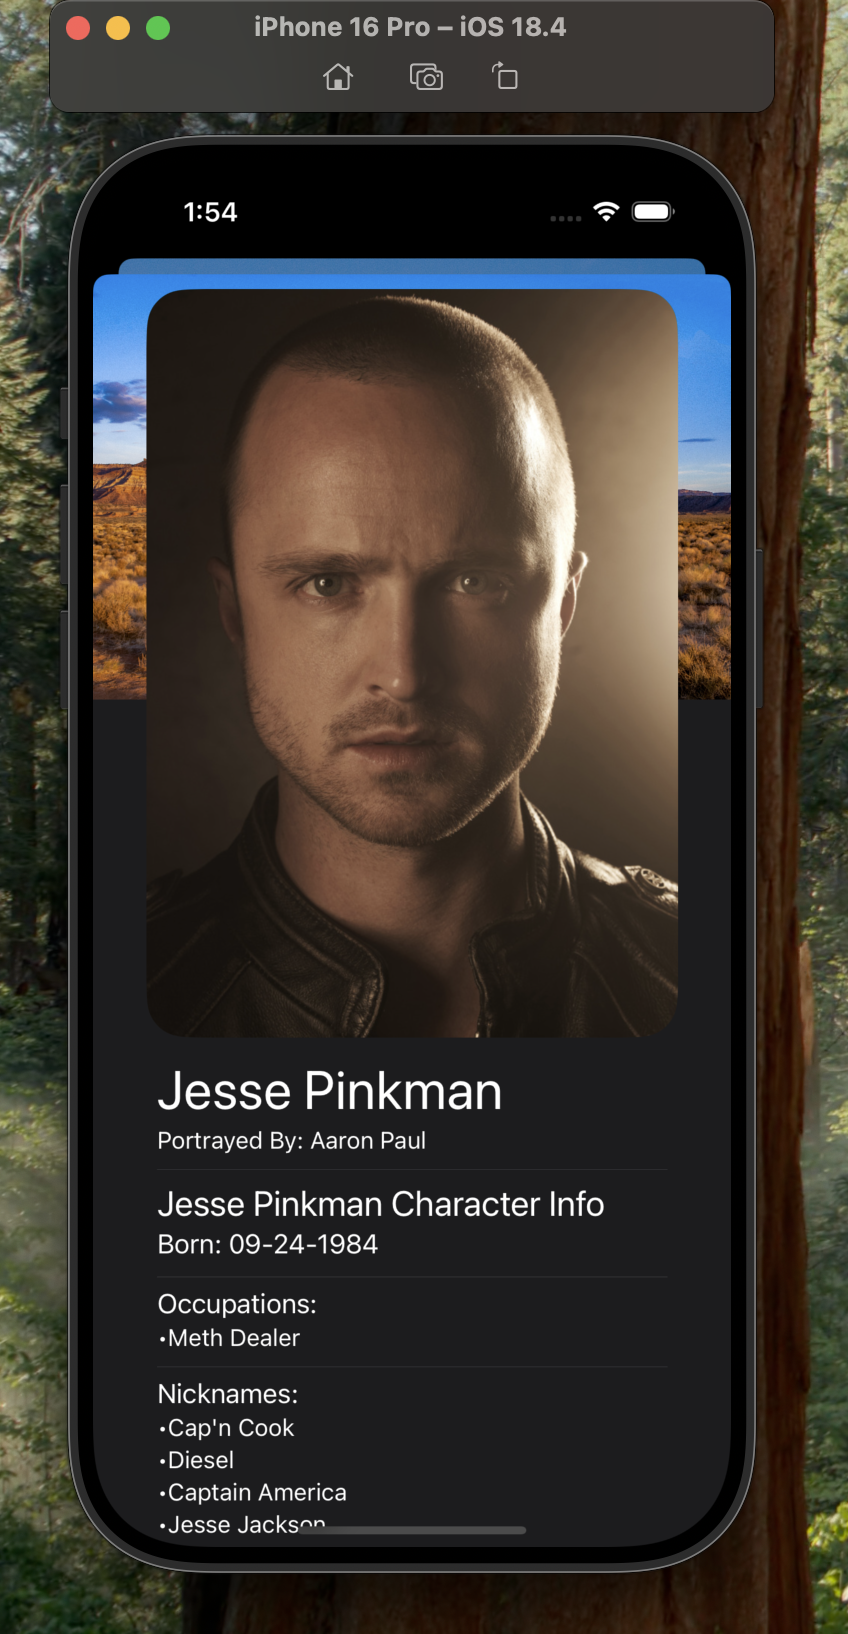 iPhone 16 Pro – iOS 18.4
1:54
Jesse Pinkman
Portrayed By: Aaron Paul
Jesse Pinkman Character Info
Born: 09-24-1984
Occupations:
•Meth Dealer
Nicknames:
•Cap'n Cook
•Diesel
•Captain America
•Jesse Jackson